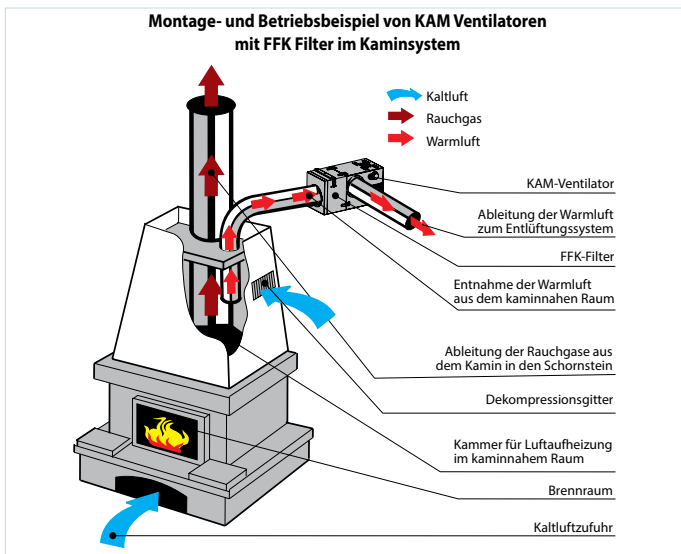 Montage- und Betriebsbeispiel von KAM Ventilatoren
mit FFK Filter im Kaminsystem
Kaltluft
Rauchgas
Warmluft
KAM-Ventilator
Ableitung der Warmluft
zum Entlüftungssystem
FFK-Filter
Entnahme der Warmluft
aus dem kaminnahen Raum
Ableitung der Rauchgase aus
dem Kamin in den Schornstein
Dekompressionsgitter
Kammer für Luftaufheizung
im kaminnahem Raum
Brennraum
Kaltluftzufuhr